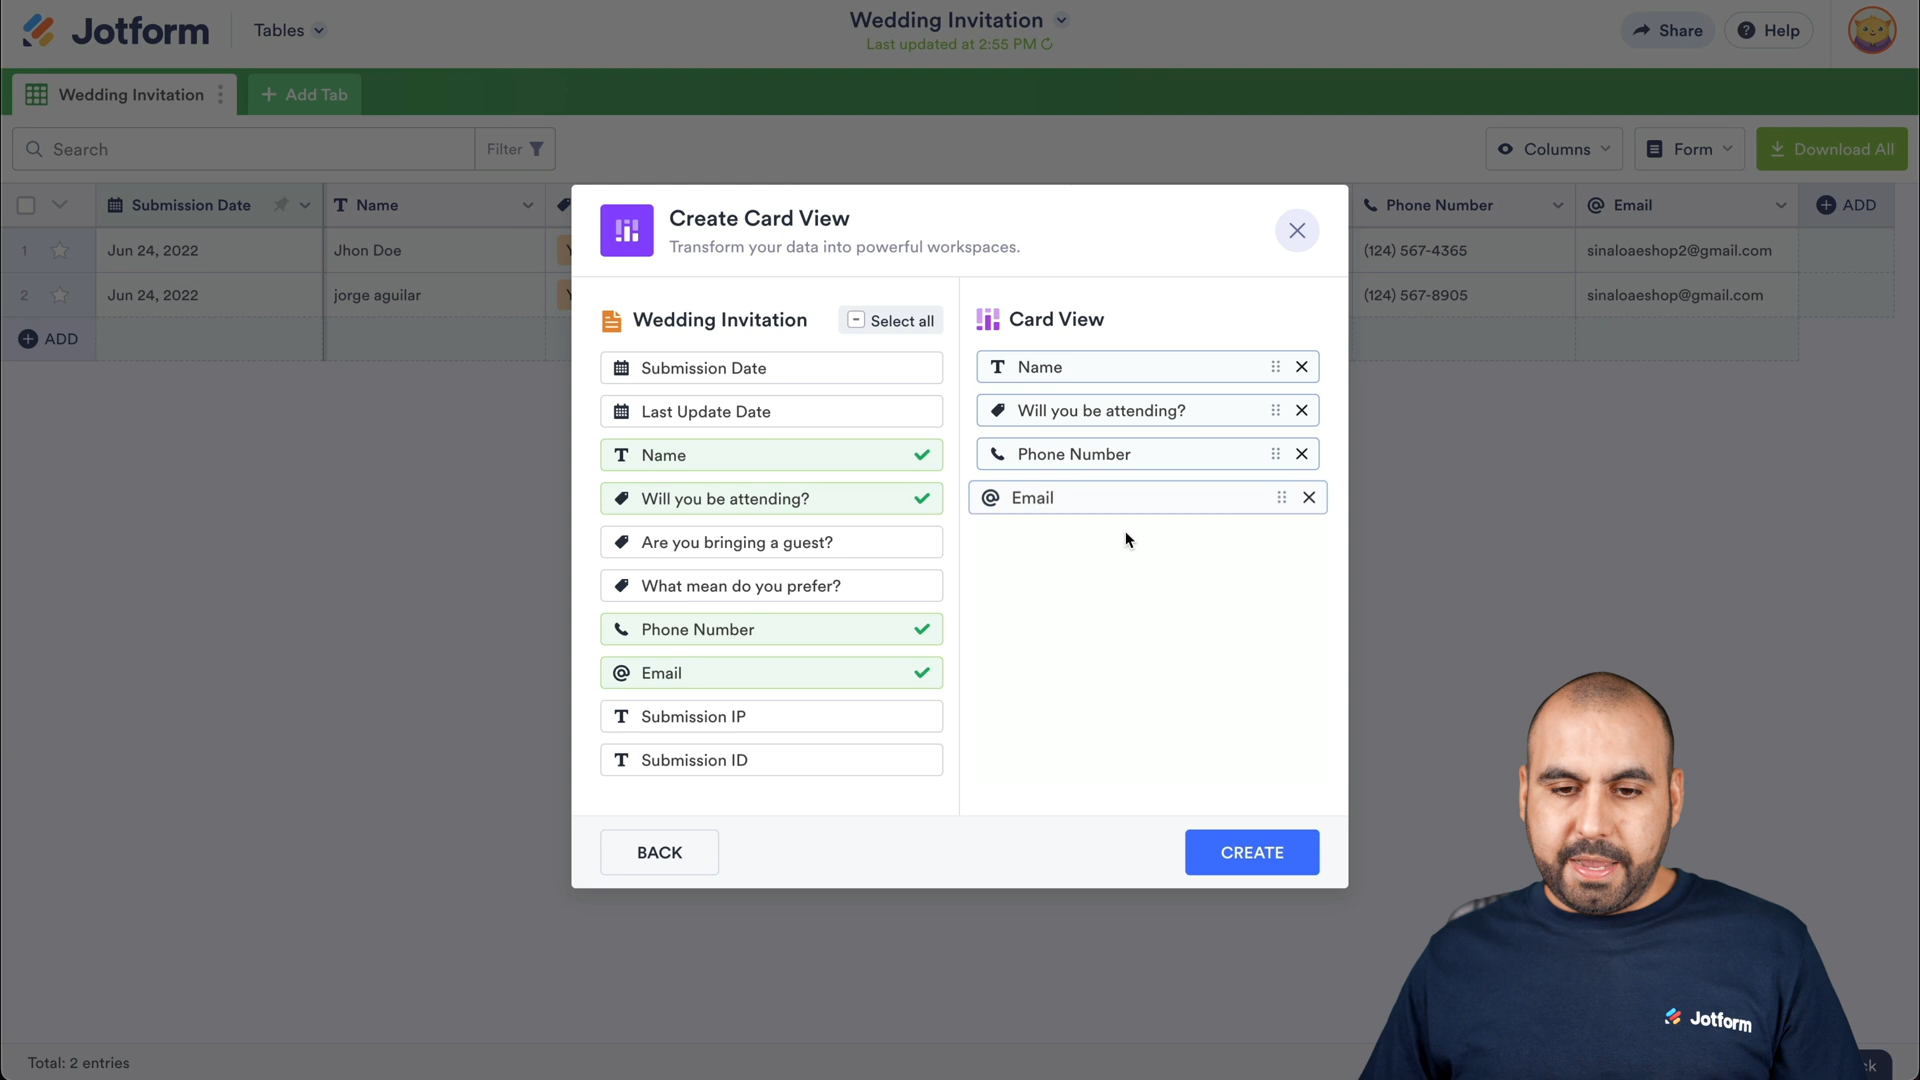 Jotform
Tables
Wedding Invitation
Last updated at 2:55 PM
Share
Help
Wedding Invitation
Add Tab
Search
Filter
Columns
Form
Download All
Submission Date
Name
Phone Number
Email
ADD
1
Jun 24, 2022
Jhon Doe
Y
(124) 567-4365
sinaloaeshop2@gmail.com
2
Jun 24, 2022
jorge aguilar
Y
(124) 567-8905
sinaloaeshop@gmail.com
ADD
Create Card View
Transform your data into powerful workspaces.
Wedding Invitation
Select all
Submission Date
Last Update Date
Name
Will you be attending?
Are you bringing a guest?
What mean do you prefer?
Phone Number
Email
Submission IP
Submission ID
Card View
Name
Will you be attending?
Phone Number
Email
BACK
CREATE
Jotform
Total: 2 entries